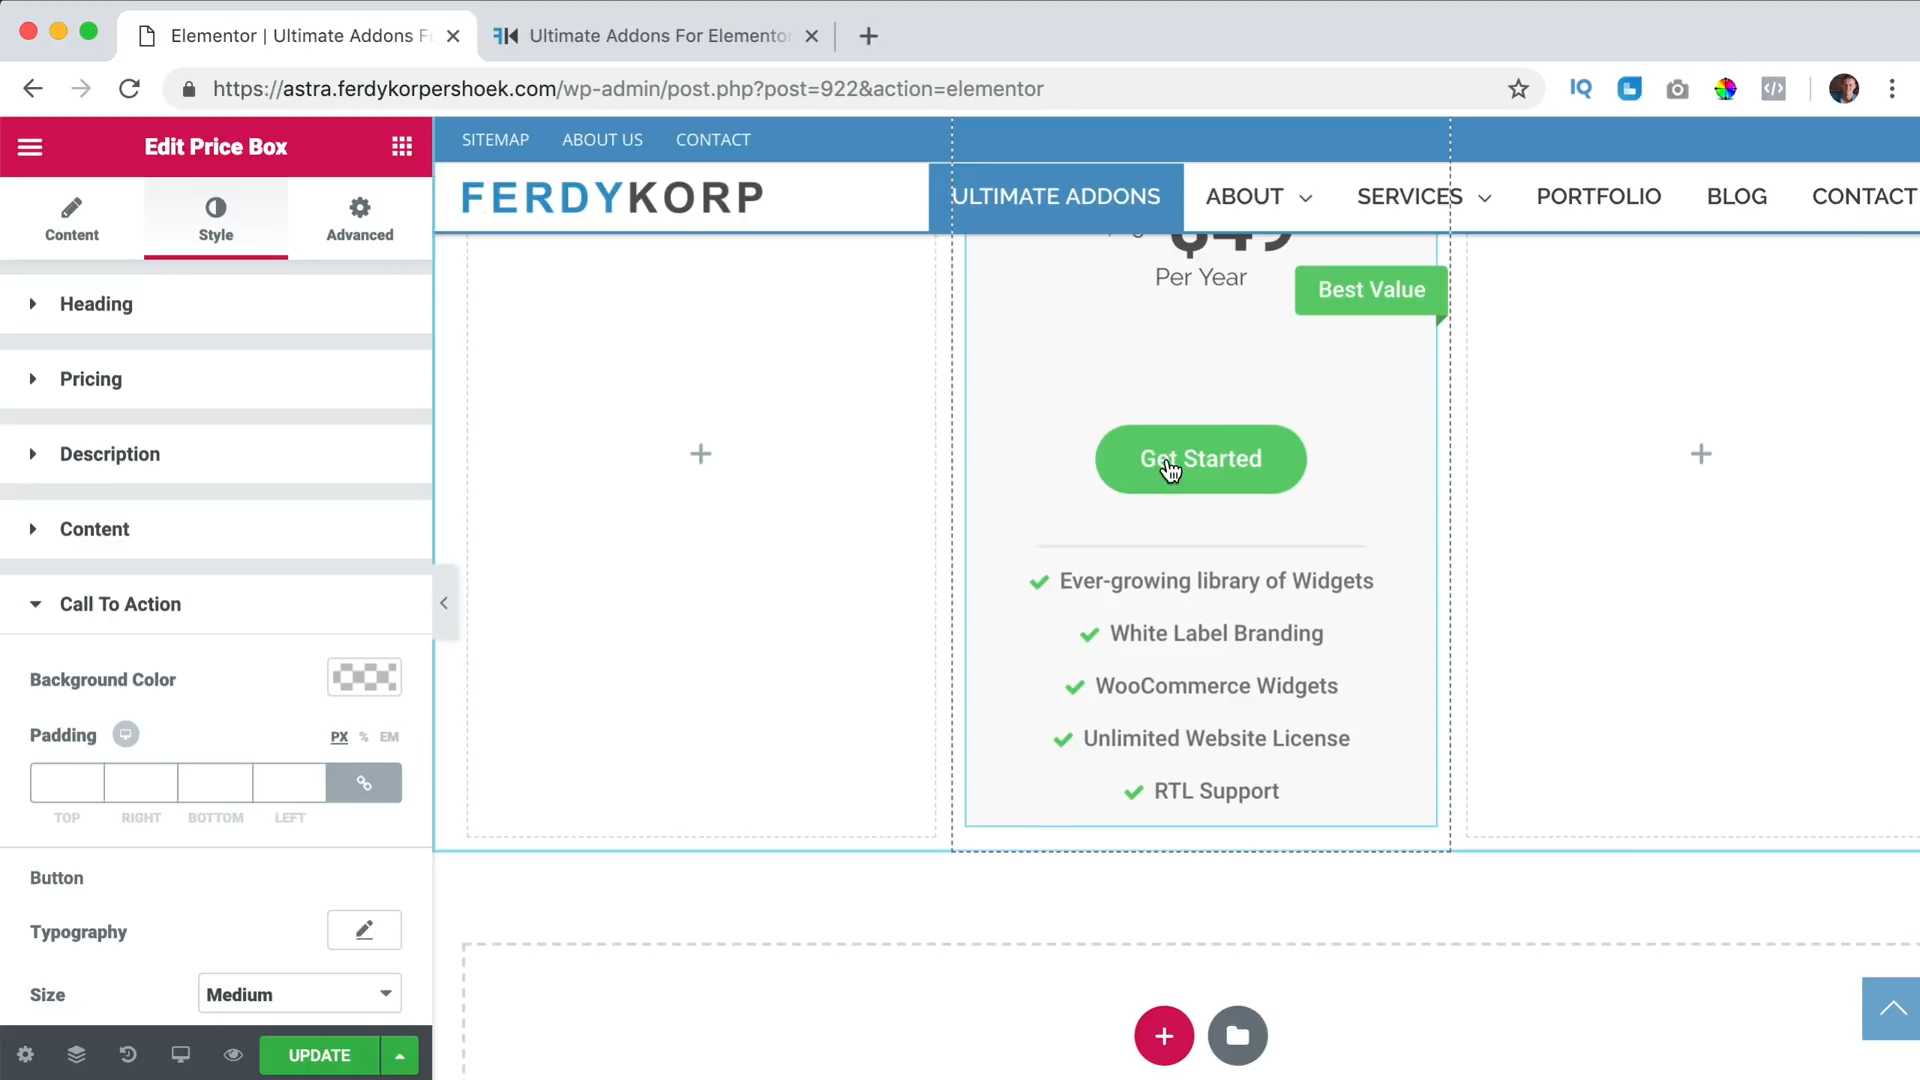 Elementor | Ultimate Addons F
Ultimate Addons For Elemento
https://astra.ferdykorpershoek.com/wp-admin/post.php?post=922&action=elementor
IQ
Edit Price Box
Content
Style
Advanced
Heading
Pricing
Description
Content
Call To Action
Background Color
Padding
PX % EM
TOP RIGHT BOTTOM LEFT
Button
Typography
Size
Medium
UPDATE
SITEMAP ABOUT US CONTACT
FERDYKORP
ULTIMATE ADDONS ABOUT SERVICES PORTFOLIO BLOG CONTACT
$49
Per Year
Best Value
Get Started
Ever-growing library of Widgets
White Label Branding
WooCommerce Widgets
Unlimited Website License
RTL Support